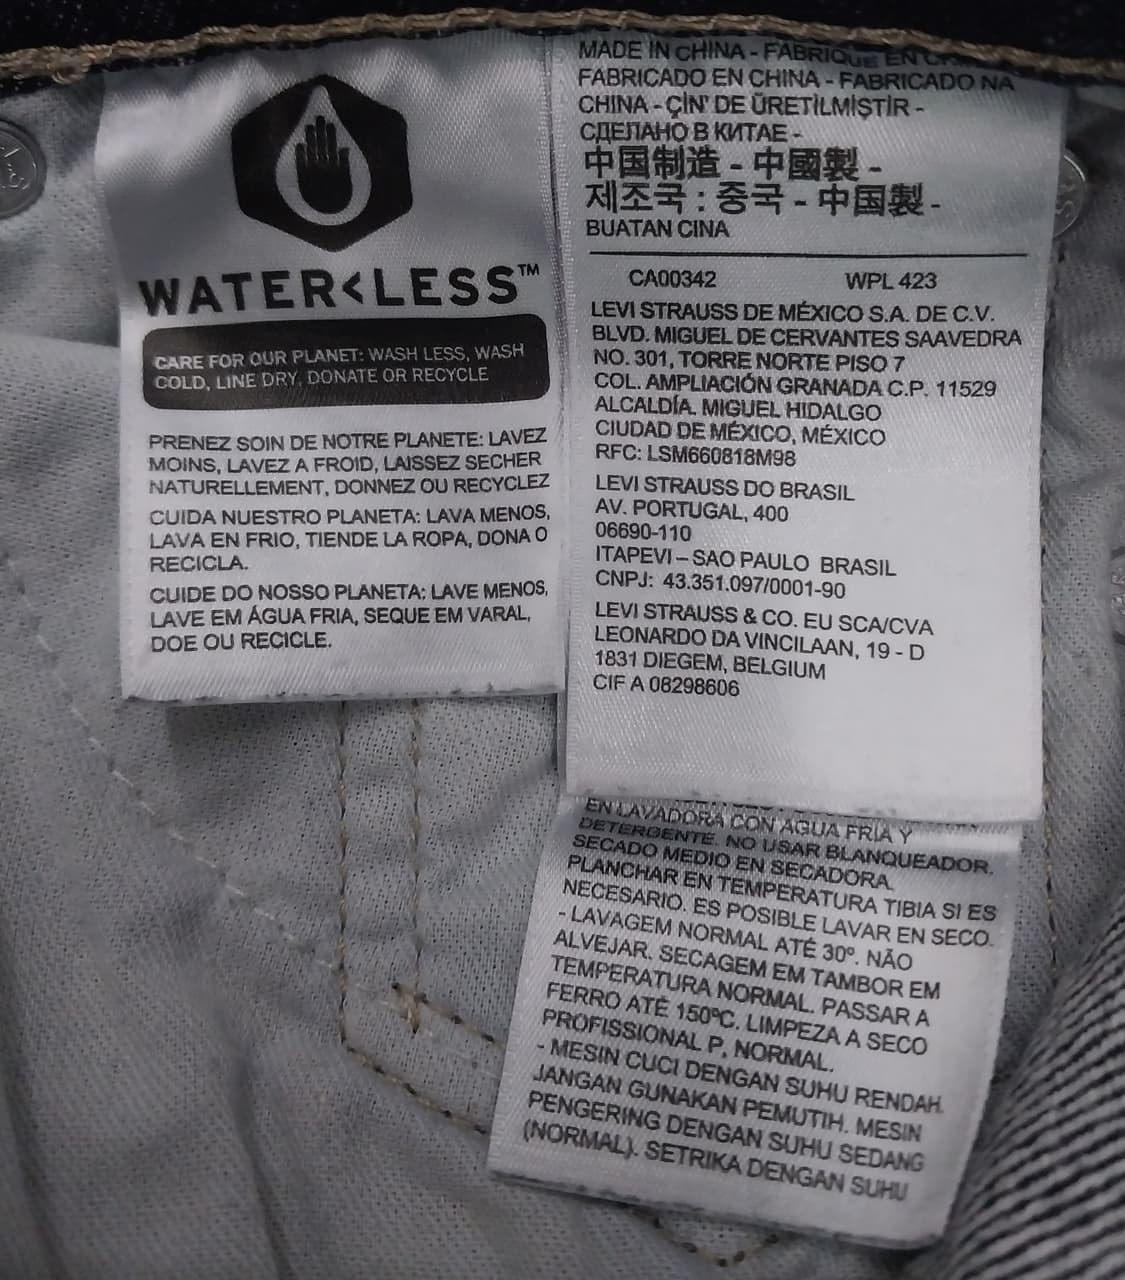 WATER<LESS™
CARE FOR OUR PLANET: WASH LESS, WASH
COLD, LINE DRY, DONATE OR RECYCLE
PRENEZ SOIN DE NOTRE PLANETE: LAVEZ
MOINS, LAVEZ A FROID, LAISSEZ SECHER
NATURELLEMENT, DONNEZ OU RECYCLEZ
CUIDA NUESTRO PLANETA: LAVA MENOS,
LAVA EN FRIO, TIENDE LA ROPA, DONA O
RECICLA.
CUIDE DO NOSSO PLANETA: LAVE MENOS,
LAVE EM ÁGUA FRIA, SEQUE EM VARAL,
DOE OU RECICLE.
MADE IN CHINA - FABRIQUE EN
FABRICADO EN CHINA - FABRICADO NA
CHINA - ÇİN' DE ÜRETİLMİŞTİR -
СДЕЛАНО В КИТАЕ -
中国制造 - 中國製 -
제조국 : 중국 - 中国製 -
BUATAN CINA
CA00342 WPL 423
LEVI STRAUSS DE MÉXICO S.A. DE C.V.
BLVD. MIGUEL DE CERVANTES SAAVEDRA
NO. 301, TORRE NORTE PISO 7
COL. AMPLIACIÓN GRANADA C.P. 11529
ALCALDÍA. MIGUEL HIDALGO
CIUDAD DE MÉXICO, MÉXICO
RFC: LSM660818M98
LEVI STRAUSS DO BRASIL
AV. PORTUGAL, 400
06690-110
ITAPEVI – SAO PAULO BRASIL
CNPJ: 43.351.097/0001-90
LEVI STRAUSS & CO. EU SCA/CVA
LEONARDO DA VINCILAAN, 19 - D
1831 DIEGEM, BELGIUM
CIF A 08298606
EN LAVADORA CON AGUA FRIA Y
DETERGENTE. NO USAR BLANQUEADOR.
SECADO MEDIO EN SECADORA.
PLANCHAR EN TEMPERATURA TIBIA SI ES
NECESARIO. ES POSIBLE LAVAR EN SECO.
- LAVAGEM NORMAL ATÉ 30º. NÃO
ALVEJAR. SECAGEM EM TAMBOR EM
TEMPERATURA NORMAL. PASSAR A
FERRO ATÉ 150ºC. LIMPEZA A SECO
PROFISSIONAL P, NORMAL.
- MESIN CUCI DENGAN SUHU RENDAH.
JANGAN GUNAKAN PEMUTIH. MESIN
PENGERING DENGAN SUHU SEDANG
(NORMAL). SETRIKA DENGAN SUHU